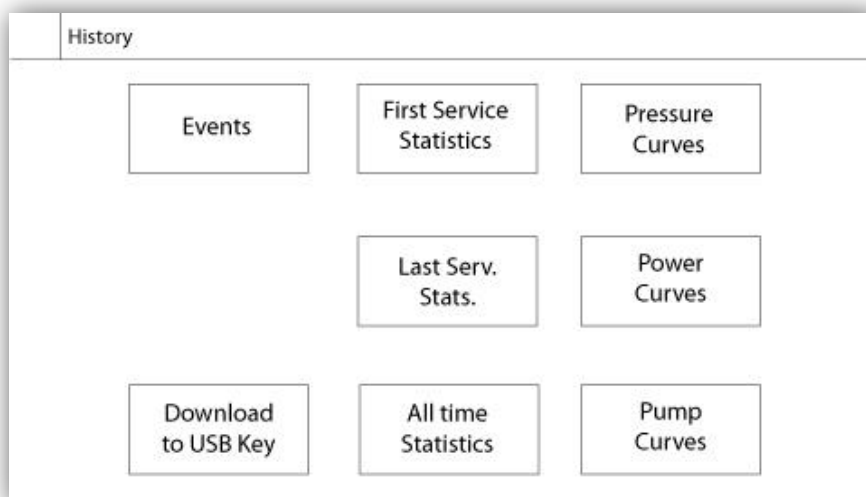 History
Events
First Service
Statistics
Pressure
Curves
Last Serv.
Stats.
Power
Curves
Download
to USB Key
All time
Statistics
Pump
Curves